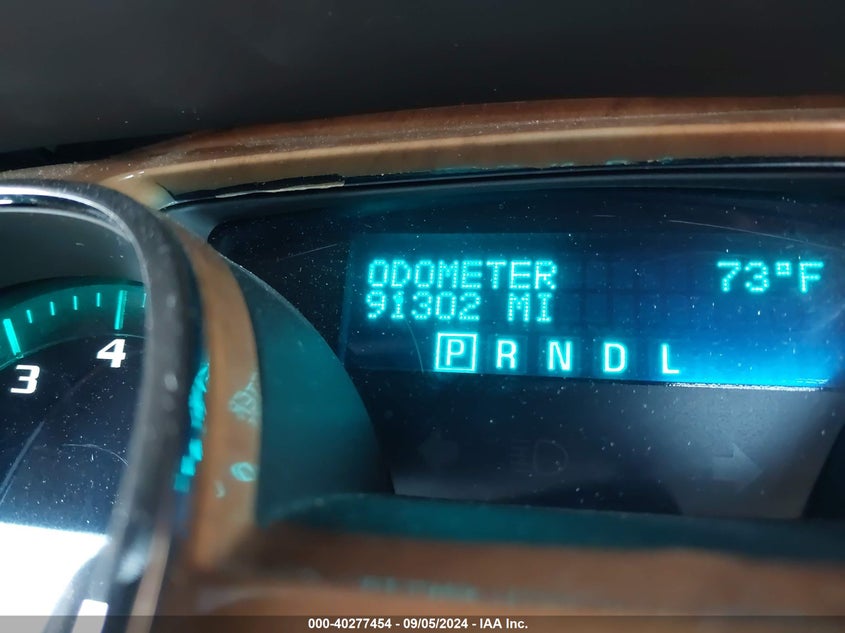 ODOMETER 73°F
91302 MI
P R N D L
3 4
000-40277454 - 09/05/2024 - IAA Inc.